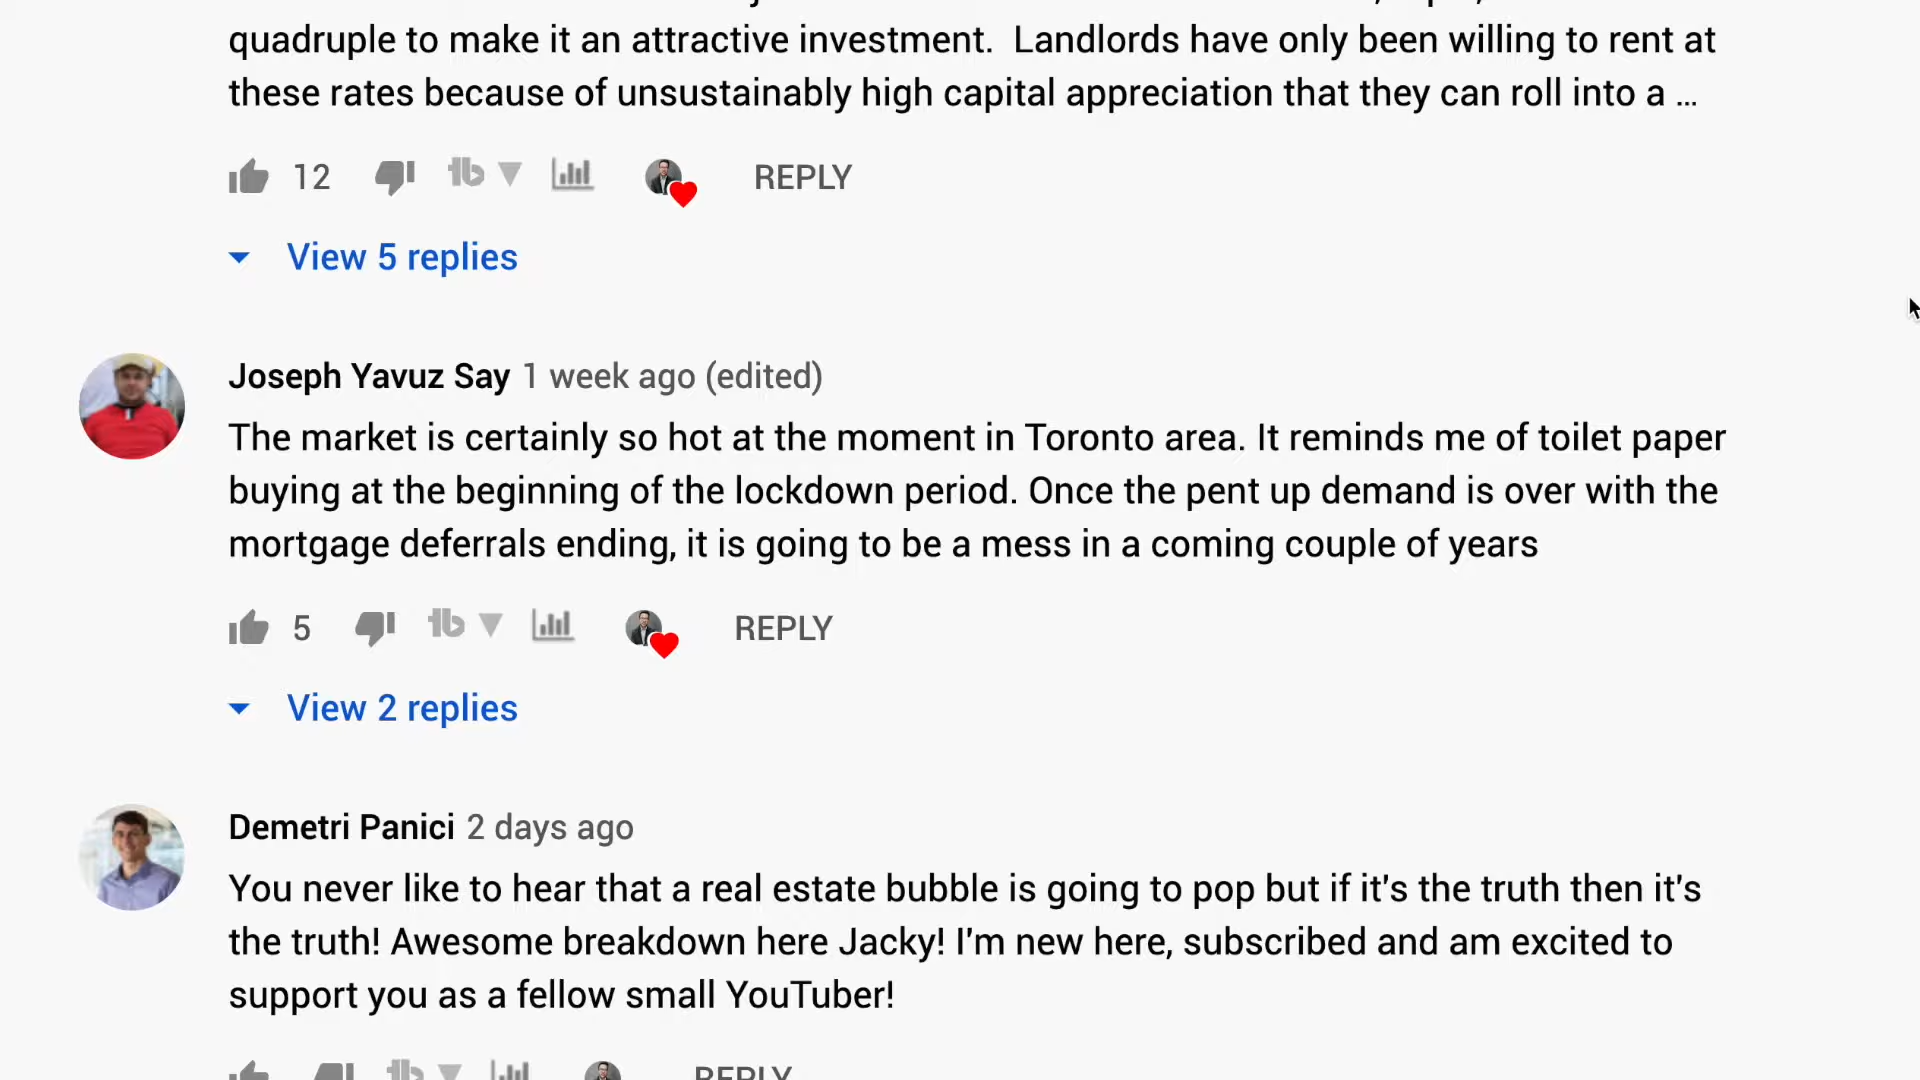 quadruple to make it an attractive investment.  Landlords have only been willing to rent at
these rates because of unsustainably high capital appreciation that they can roll into a ...
12 tb REPLY
View 5 replies
Joseph Yavuz Say 1 week ago (edited)
The market is certainly so hot at the moment in Toronto area. It reminds me of toilet paper
buying at the beginning of the lockdown period. Once the pent up demand is over with the
mortgage deferrals ending, it is going to be a mess in a coming couple of years
5 tb REPLY
View 2 replies
Demetri Panici 2 days ago
You never like to hear that a real estate bubble is going to pop but if it's the truth then it's
the truth! Awesome breakdown here Jacky! I'm new here, subscribed and am excited to
support you as a fellow small YouTuber!
tb REPLY